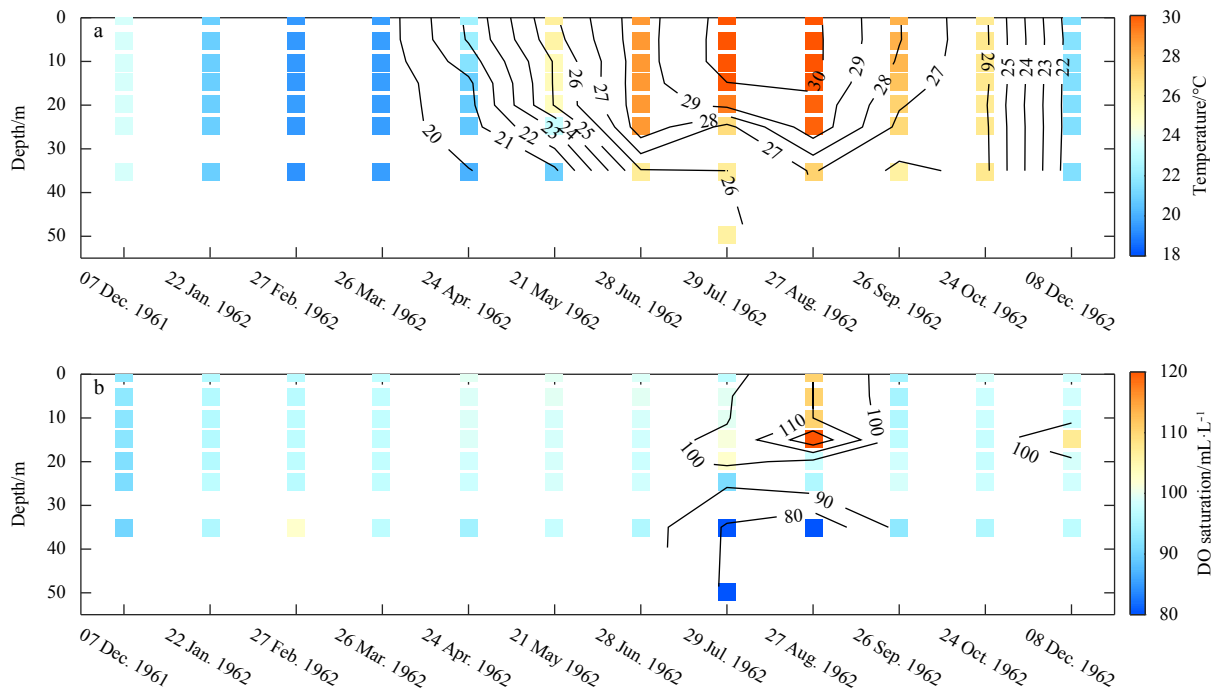 a
0
10
20
30
40
50
Depth/m
20
21
22
23
24
25
26
27
29
28
27
26
30
29
28
27
26
25
24
23
22
30
28
26
24
22
20
18
Temperature/°C
07 Dec. 1961
22 Jan. 1962
27 Feb. 1962
26 Mar. 1962
24 Apr. 1962
21 May 1962
28 Jun. 1962
29 Jul. 1962
27 Aug. 1962
26 Sep. 1962
24 Oct. 1962
08 Dec. 1962
b
0
10
20
30
40
50
Depth/m
100
110
100
90
80
100
120
110
100
90
80
DO saturation/mL·L⁻¹
07 Dec. 1961
22 Jan. 1962
27 Feb. 1962
26 Mar. 1962
24 Apr. 1962
21 May 1962
28 Jun. 1962
29 Jul. 1962
27 Aug. 1962
26 Sep. 1962
24 Oct. 1962
08 Dec. 1962